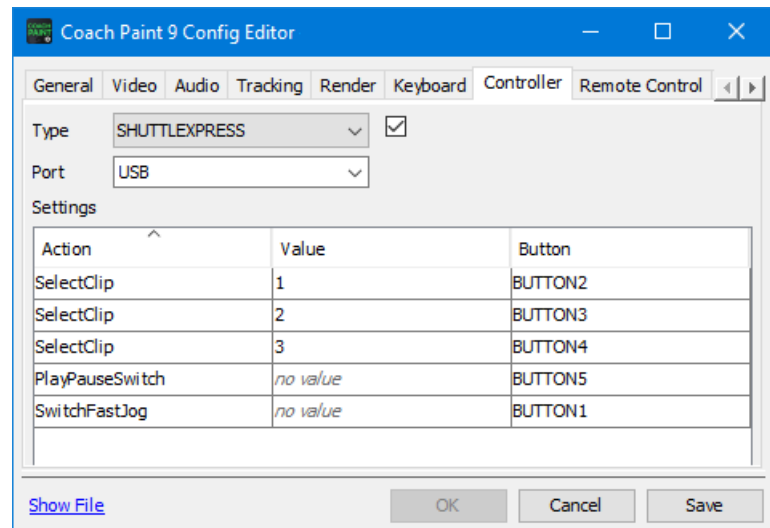 COACH PAINT Coach Paint 9 Config Editor
General Video Audio Tracking Render Keyboard Controller Remote Control
Type SHUTTLEXPRESS
Port USB
Settings
Action Value Button
SelectClip 1 BUTTON2
SelectClip 2 BUTTON3
SelectClip 3 BUTTON4
PlayPauseSwitch no value BUTTON5
SwitchFastJog no value BUTTON1
Show File OK Cancel Save